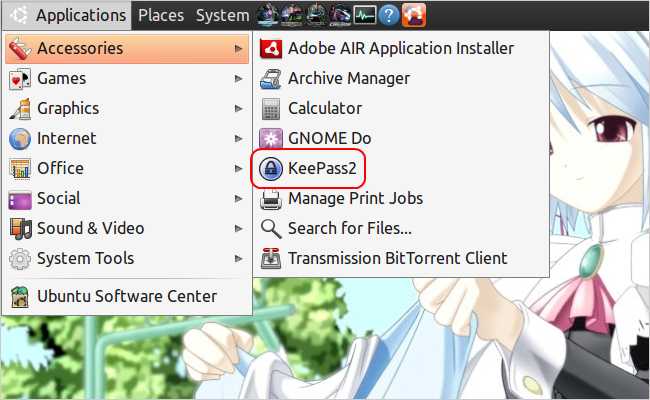 Applications Places System
Accessories
Games
Graphics
Internet
Office
Social
Sound & Video
System Tools
Ubuntu Software Center
Adobe AIR Application Installer
Archive Manager
Calculator
GNOME Do
KeePass2
Manage Print Jobs
Search for Files...
Transmission BitTorrent Client